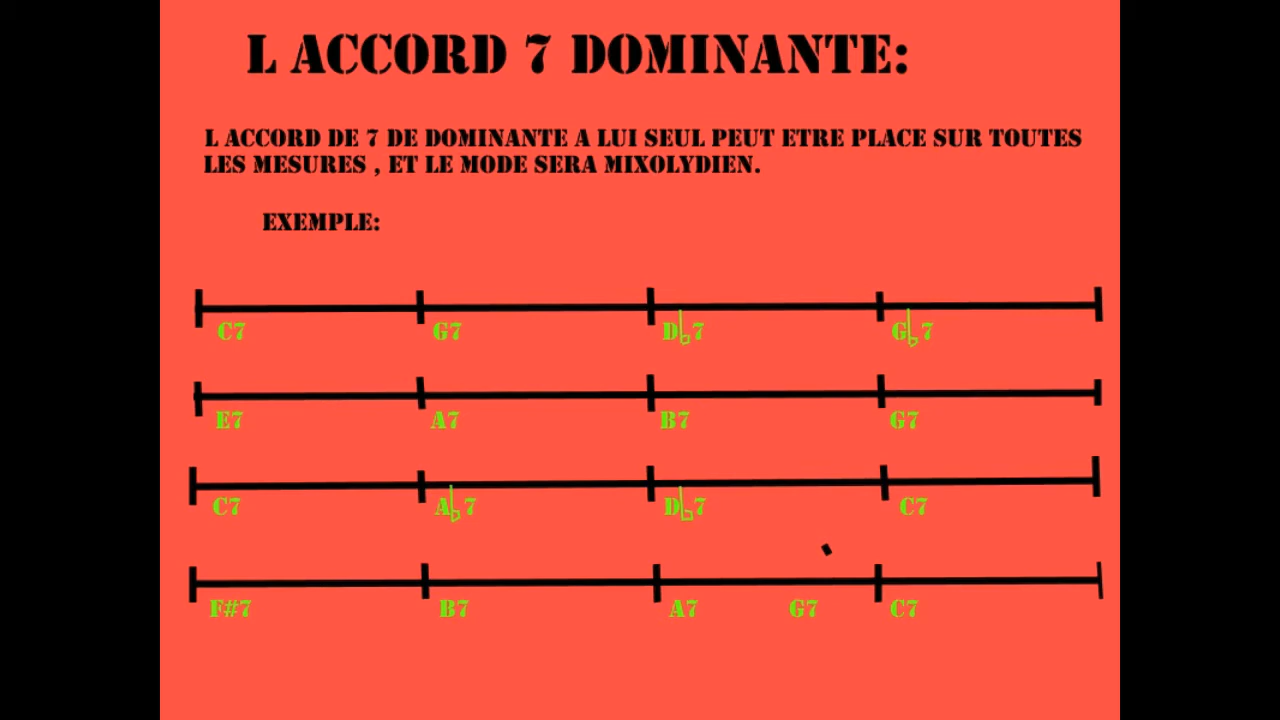 L ACCORD 7 DOMINANTE:
L ACCORD DE 7 DE DOMINANTE A LUI SEUL PEUT ETRE PLACE SUR TOUTES
LES MESURES , ET LE MODE SERA MIXOLYDIEN.
EXEMPLE:
C7 G7 D♭7 G♭7
E7 A7 B7 G7
C7 A♭7 D♭7 C7
F#7 B7 A7 G7 C7